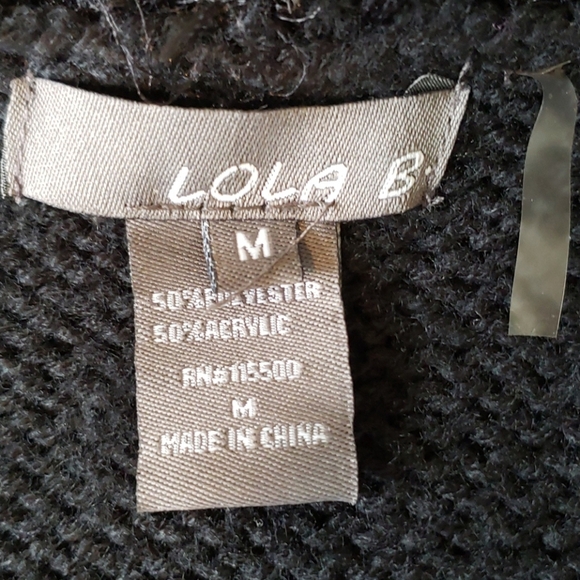 LOLA B.
M
50% POLYESTER
50% ACRYLIC
RN#115500
M
MADE IN CHINA